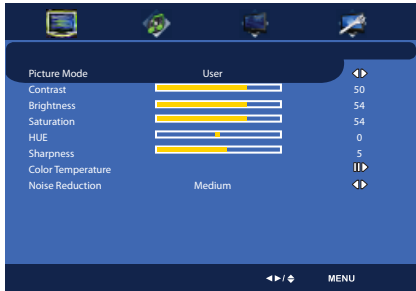 Picture Mode User
Contrast 50
Brightness 54
Saturation 54
HUE 0
Sharpness 5
Color Temperature
Noise Reduction Medium
◄►/ MENU